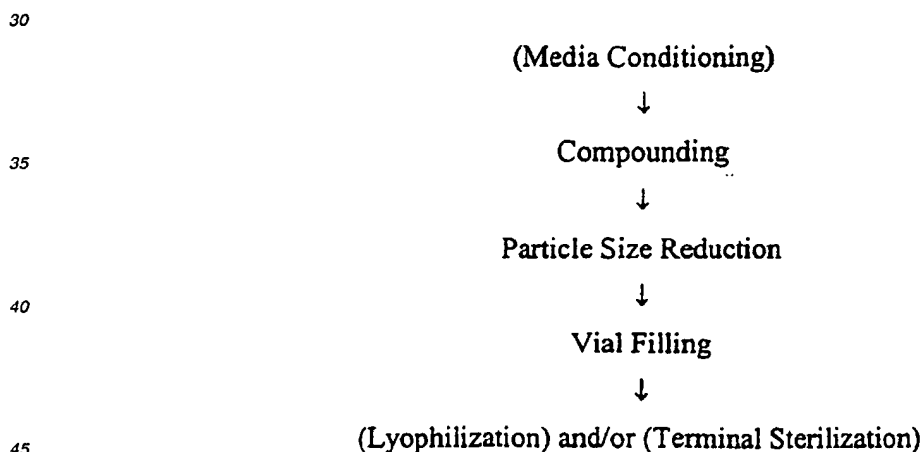 30
(Media Conditioning)
↓
Compounding
35
↓
Particle Size Reduction
↓
40
Vial Filling
↓
(Lyophilization) and/or (Terminal Sterilization)
45